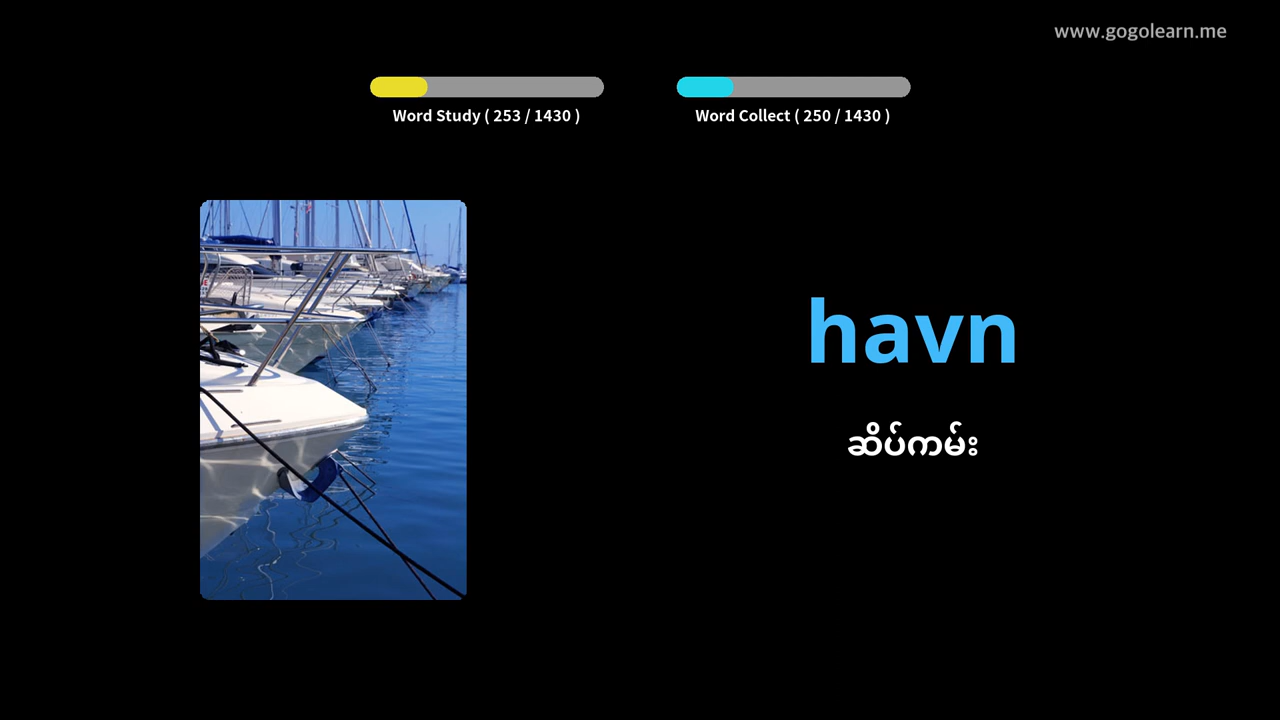 www.gogolearn.me
Word Study ( 253 / 1430 )
Word Collect ( 250 / 1430 )
havn
ဆိပ်ကမ်း